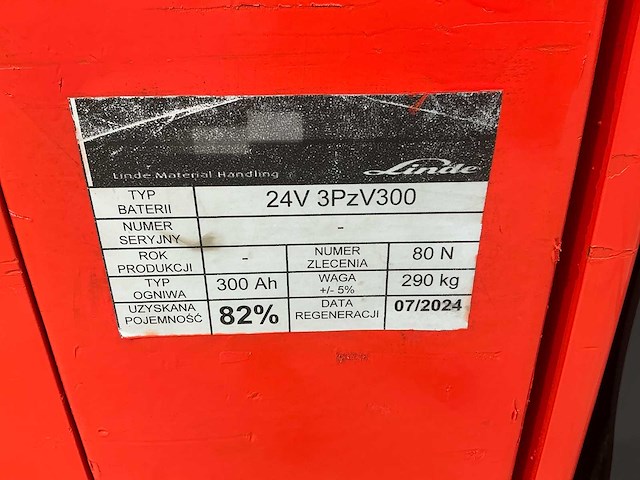 Linde Material Handling
Linde
TYP BATERII 24V 3PzV300
NUMER SERYJNY -
ROK PRODUKCJI - NUMER ZLECENIA 80 N
TYP OGNIWA 300 Ah WAGA +/- 5% 290 kg
UZYSKANA POJEMNOŚĆ 82% DATA REGENERACJI 07/2024